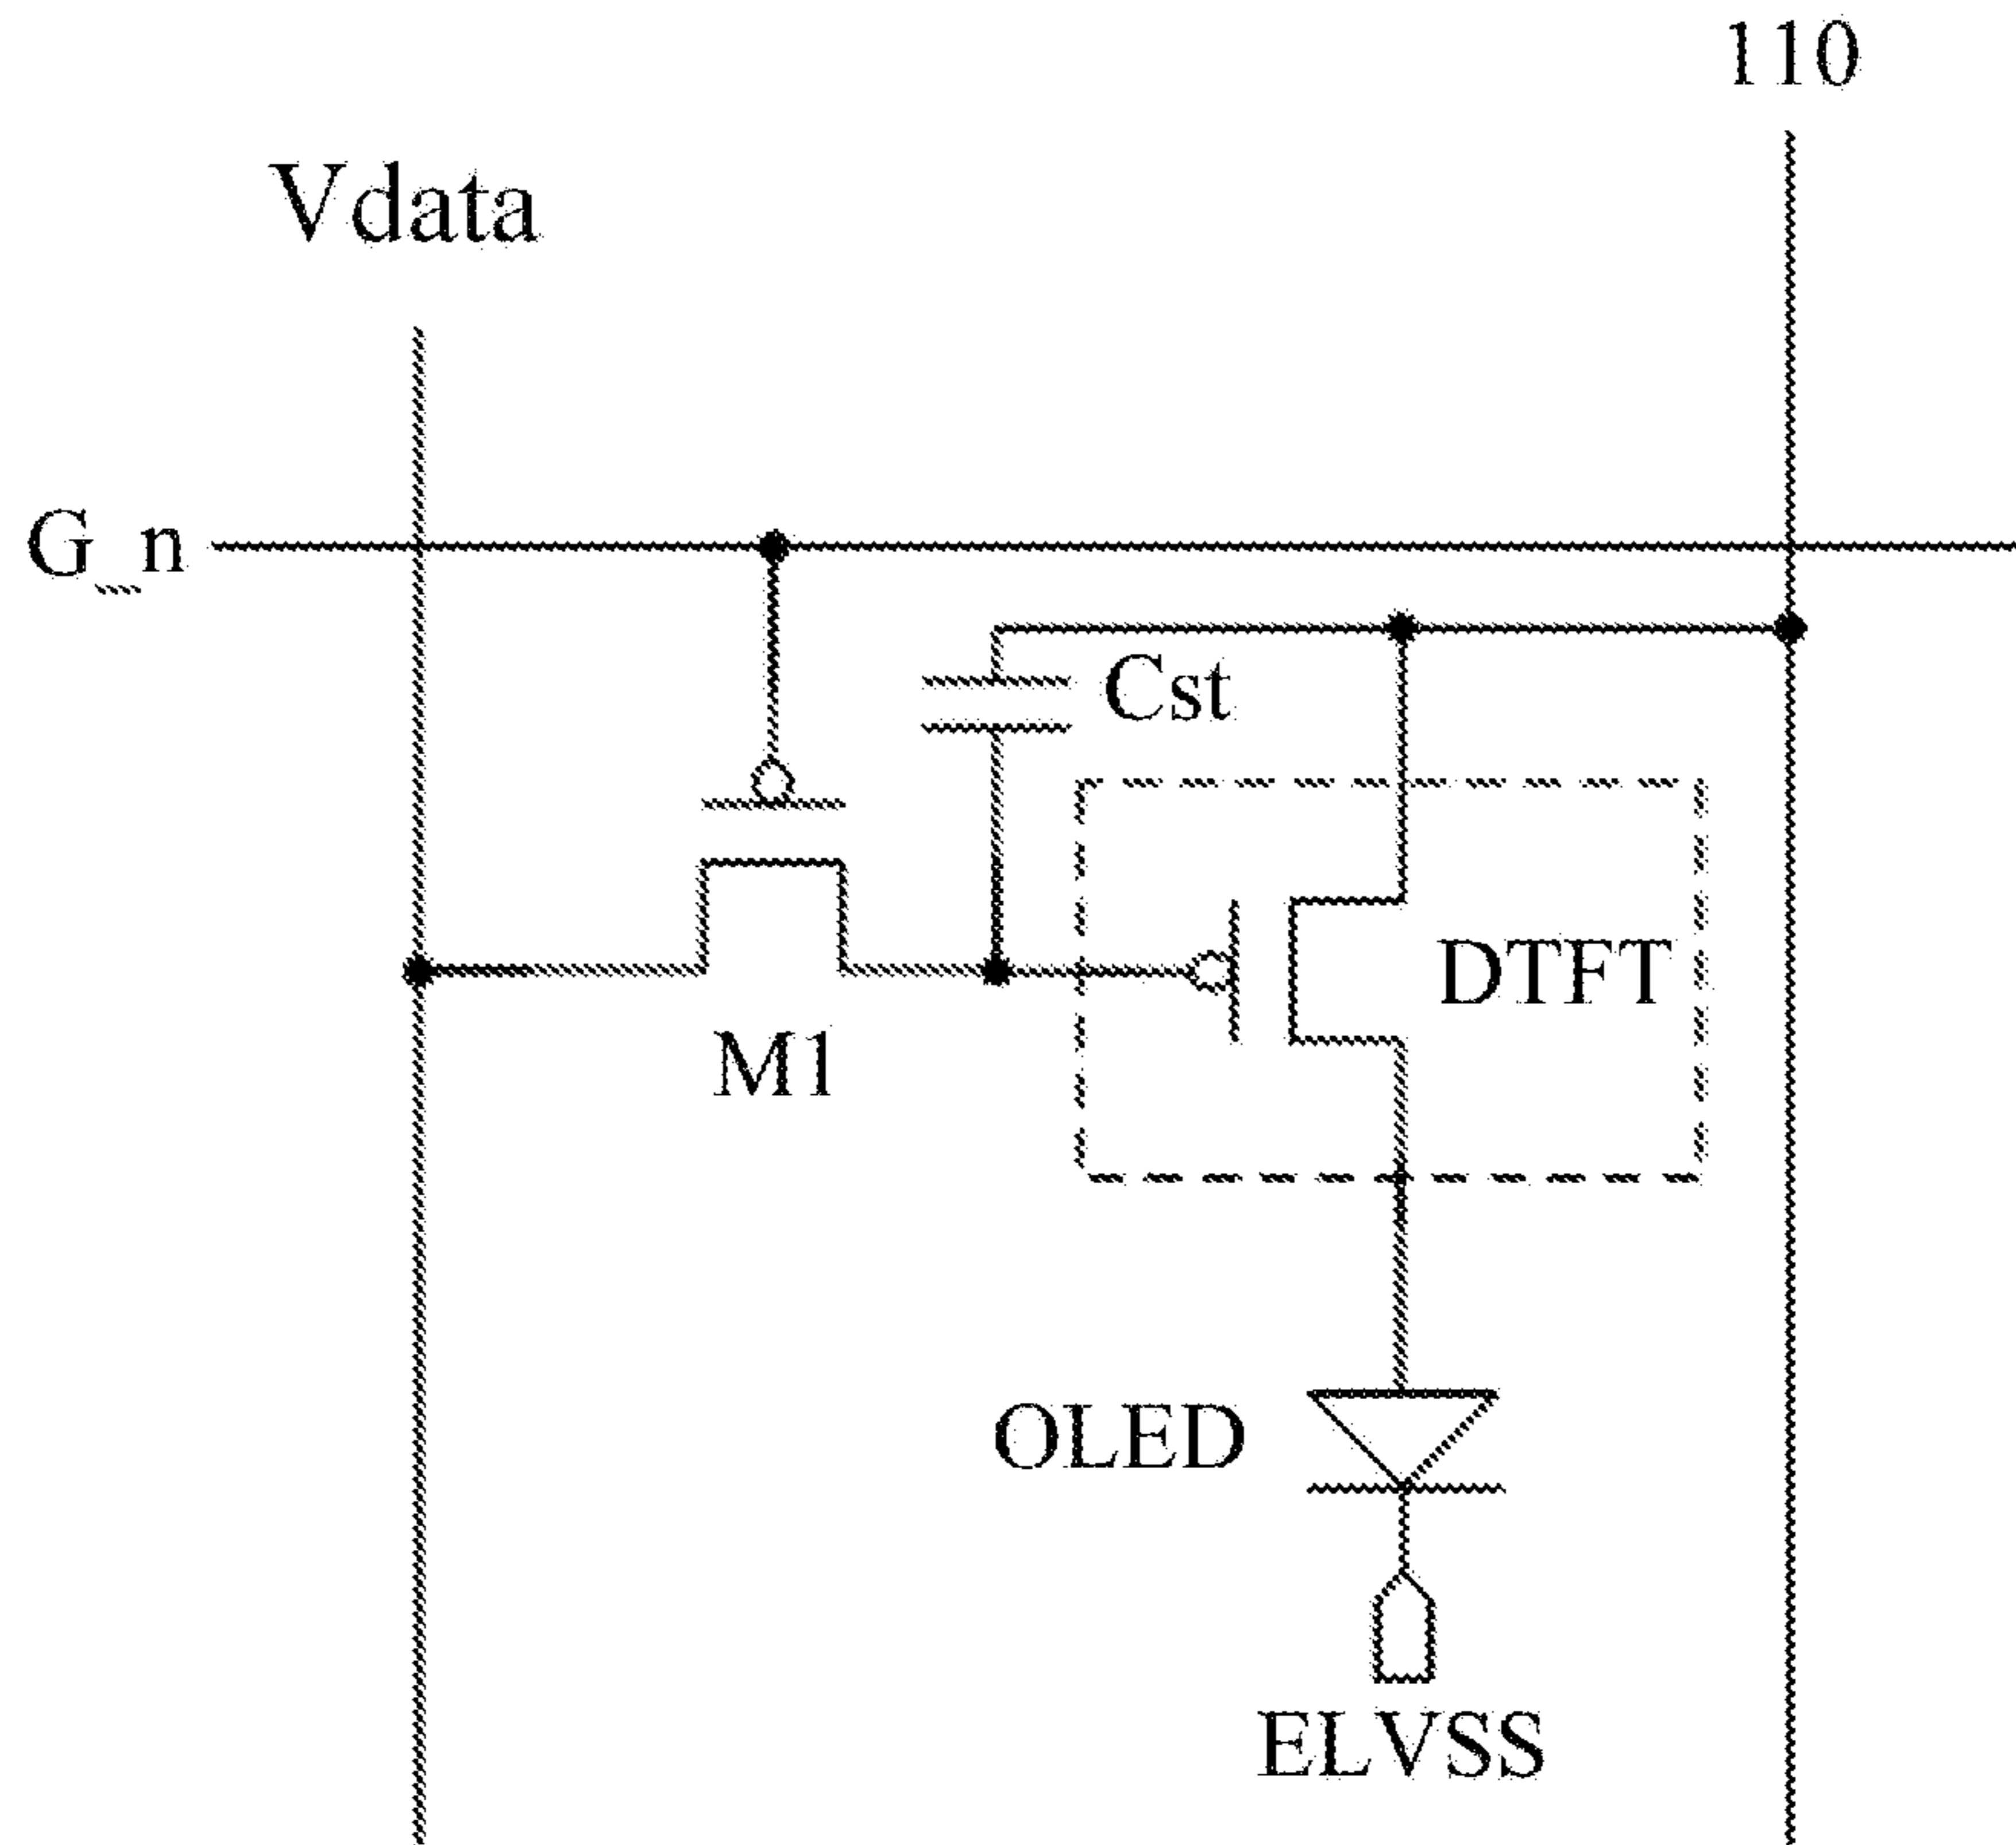 110
Vdata
G_n
Cst
DTFT
M1
OLED
ELVSS